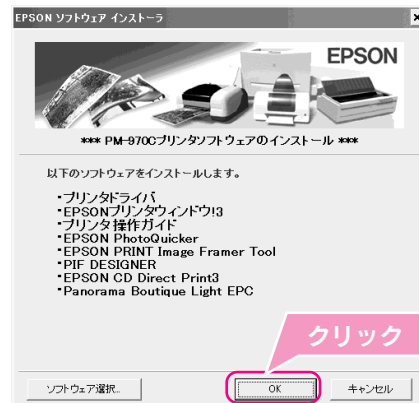 EPSON ソフトウェア インストーラ
EPSON
*** PM-970Cプリンタソフトウェアのインストール ***
以下のソフトウェアをインストールします。
・プリンタドライバ
・EPSONプリンタウィンドウ!3
・プリンタ操作ガイド
・EPSON PhotoQuicker
・EPSON PRINT Image Framer Tool
・PIF DESIGNER
・EPSON CD Direct Print3
・Panorama Boutique Light EPC
クリック
ソフトウェア選択... OK キャンセル